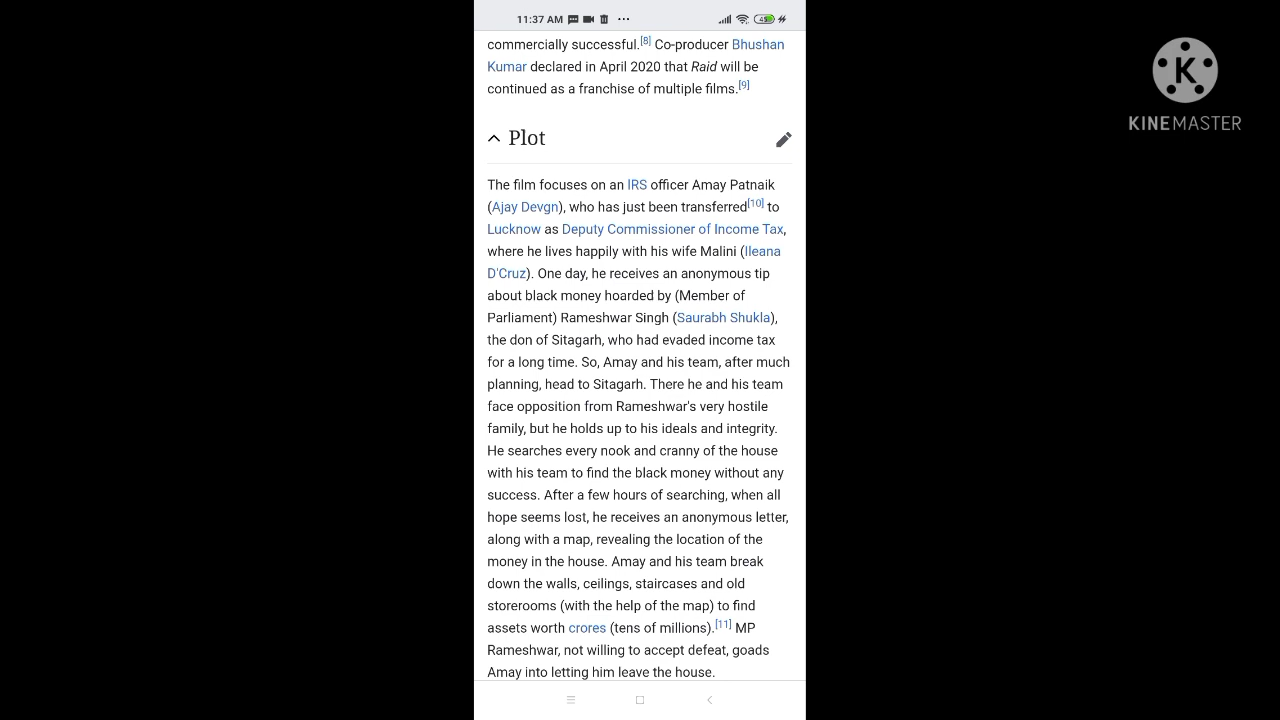 11:37 AM
45
commercially successful.[8] Co-producer Bhushan
Kumar declared in April 2020 that Raid will be
continued as a franchise of multiple films.[9]
Plot
The film focuses on an IRS officer Amay Patnaik
(Ajay Devgn), who has just been transferred[10] to
Lucknow as Deputy Commissioner of Income Tax,
where he lives happily with his wife Malini (Ileana
D'Cruz). One day, he receives an anonymous tip
about black money hoarded by (Member of
Parliament) Rameshwar Singh (Saurabh Shukla),
the don of Sitagarh, who had evaded income tax
for a long time. So, Amay and his team, after much
planning, head to Sitagarh. There he and his team
face opposition from Rameshwar's very hostile
family, but he holds up to his ideals and integrity.
He searches every nook and cranny of the house
with his team to find the black money without any
success. After a few hours of searching, when all
hope seems lost, he receives an anonymous letter,
along with a map, revealing the location of the
money in the house. Amay and his team break
down the walls, ceilings, staircases and old
storerooms (with the help of the map) to find
assets worth crores (tens of millions).[11] MP
Rameshwar, not willing to accept defeat, goads
Amay into letting him leave the house.
K
KINEMASTER